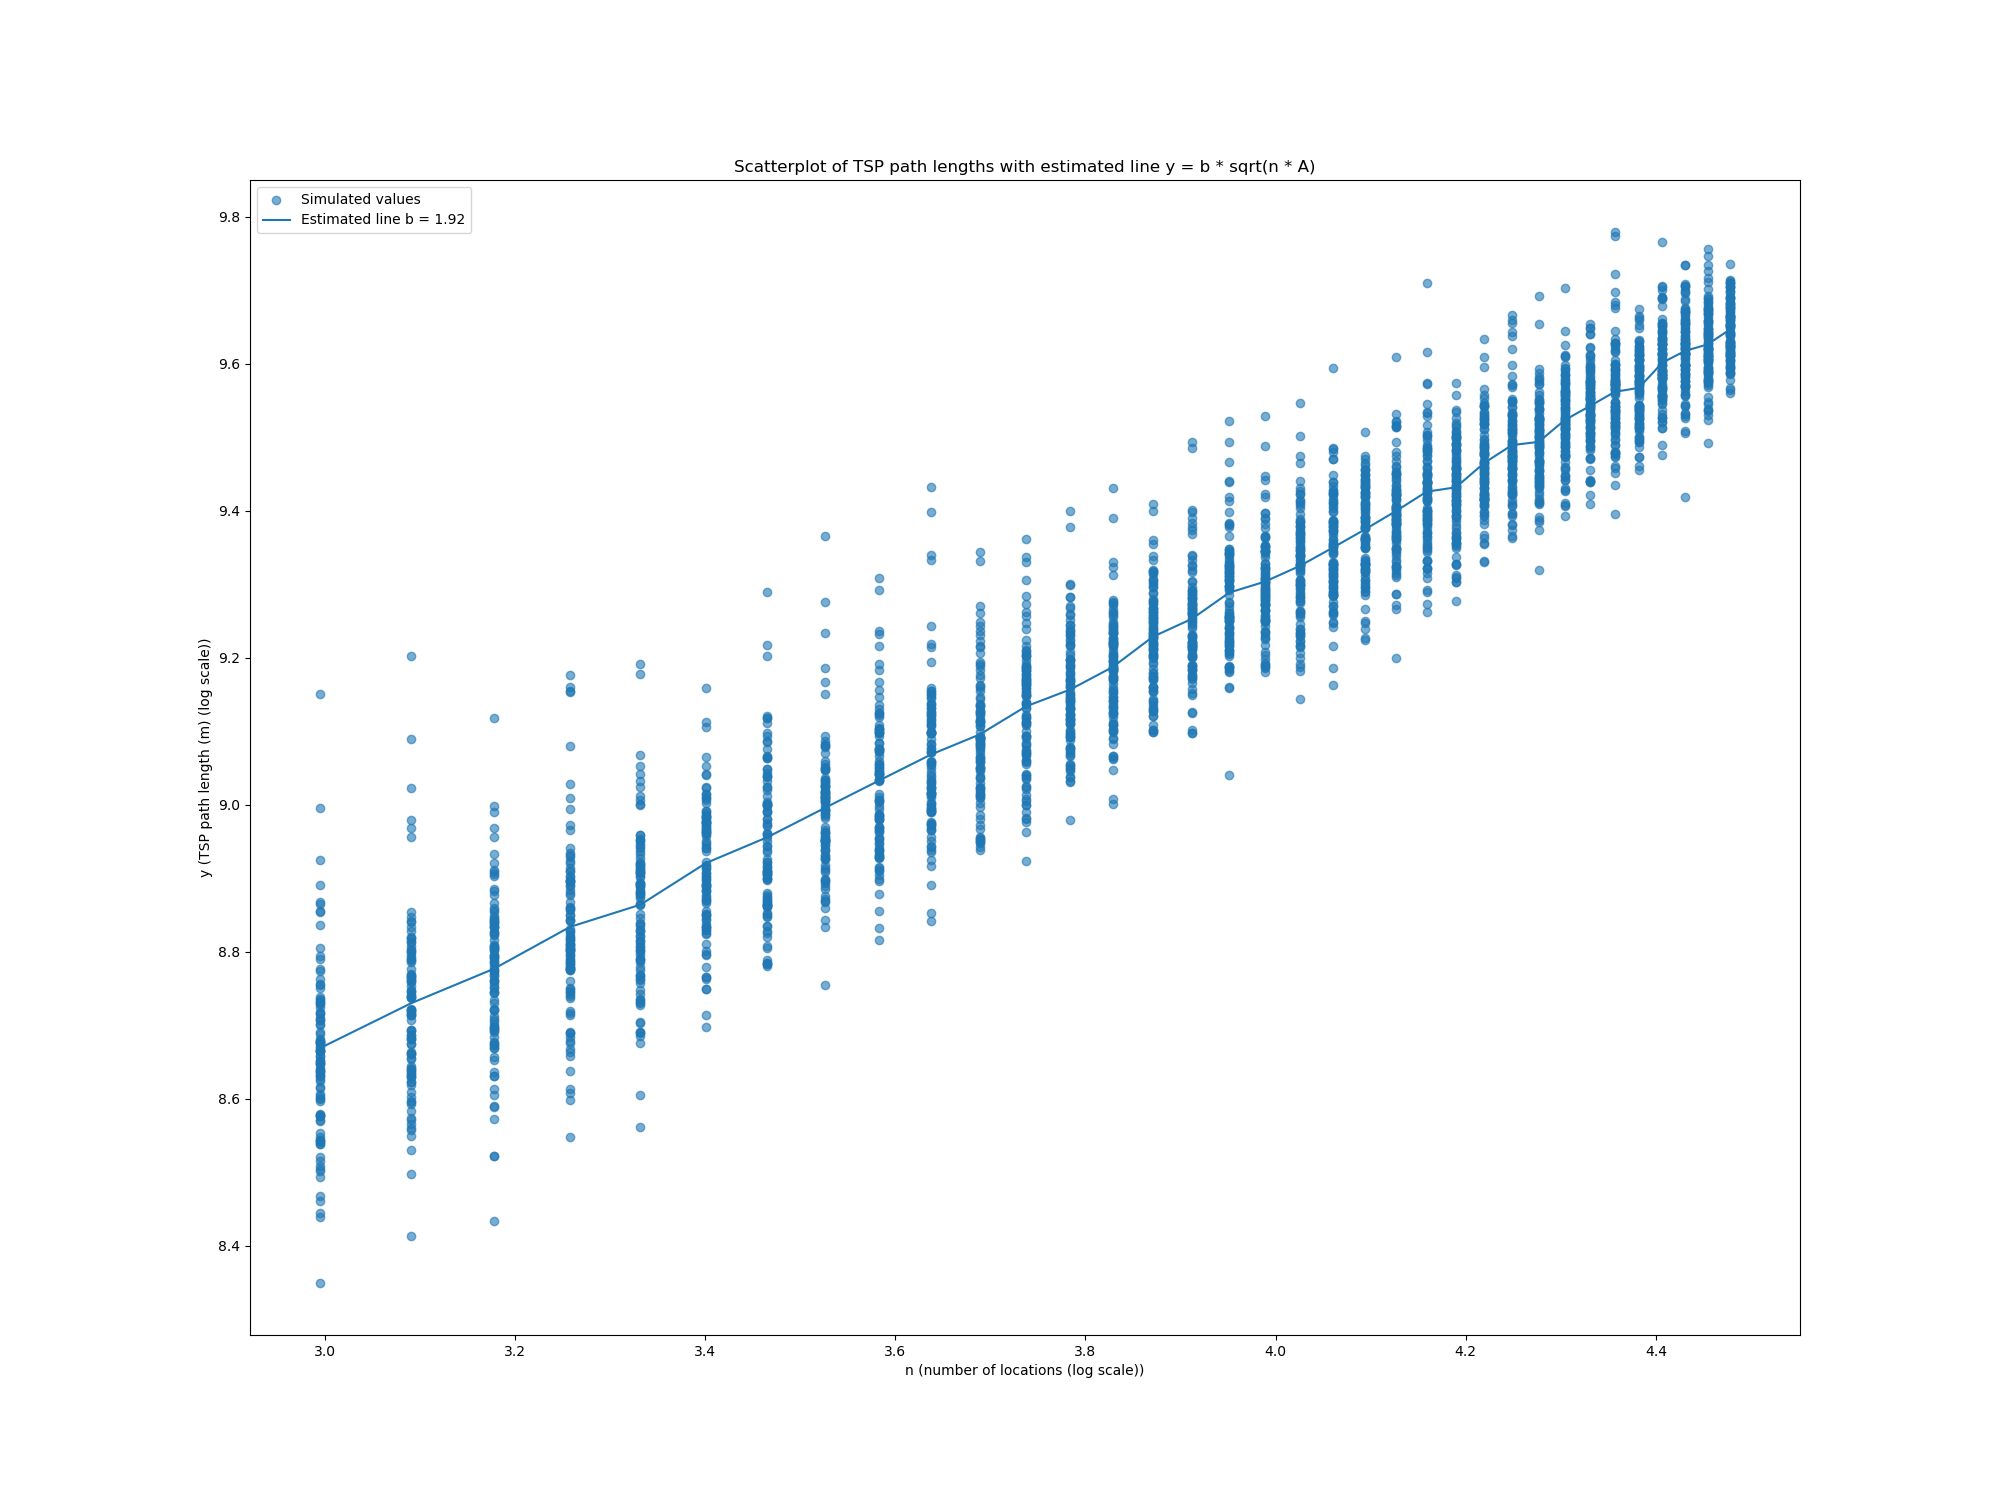 Scatterplot of TSP path lengths with estimated line y = b * sqrt(n * A)
Simulated values
Estimated line b = 1.92
9.8
9.6
9.4
9.2
9.0
8.8
8.6
8.4
y (TSP path length (m) (log scale))
3.0 3.2 3.4 3.6 3.8 4.0 4.2 4.4
n (number of locations (log scale))